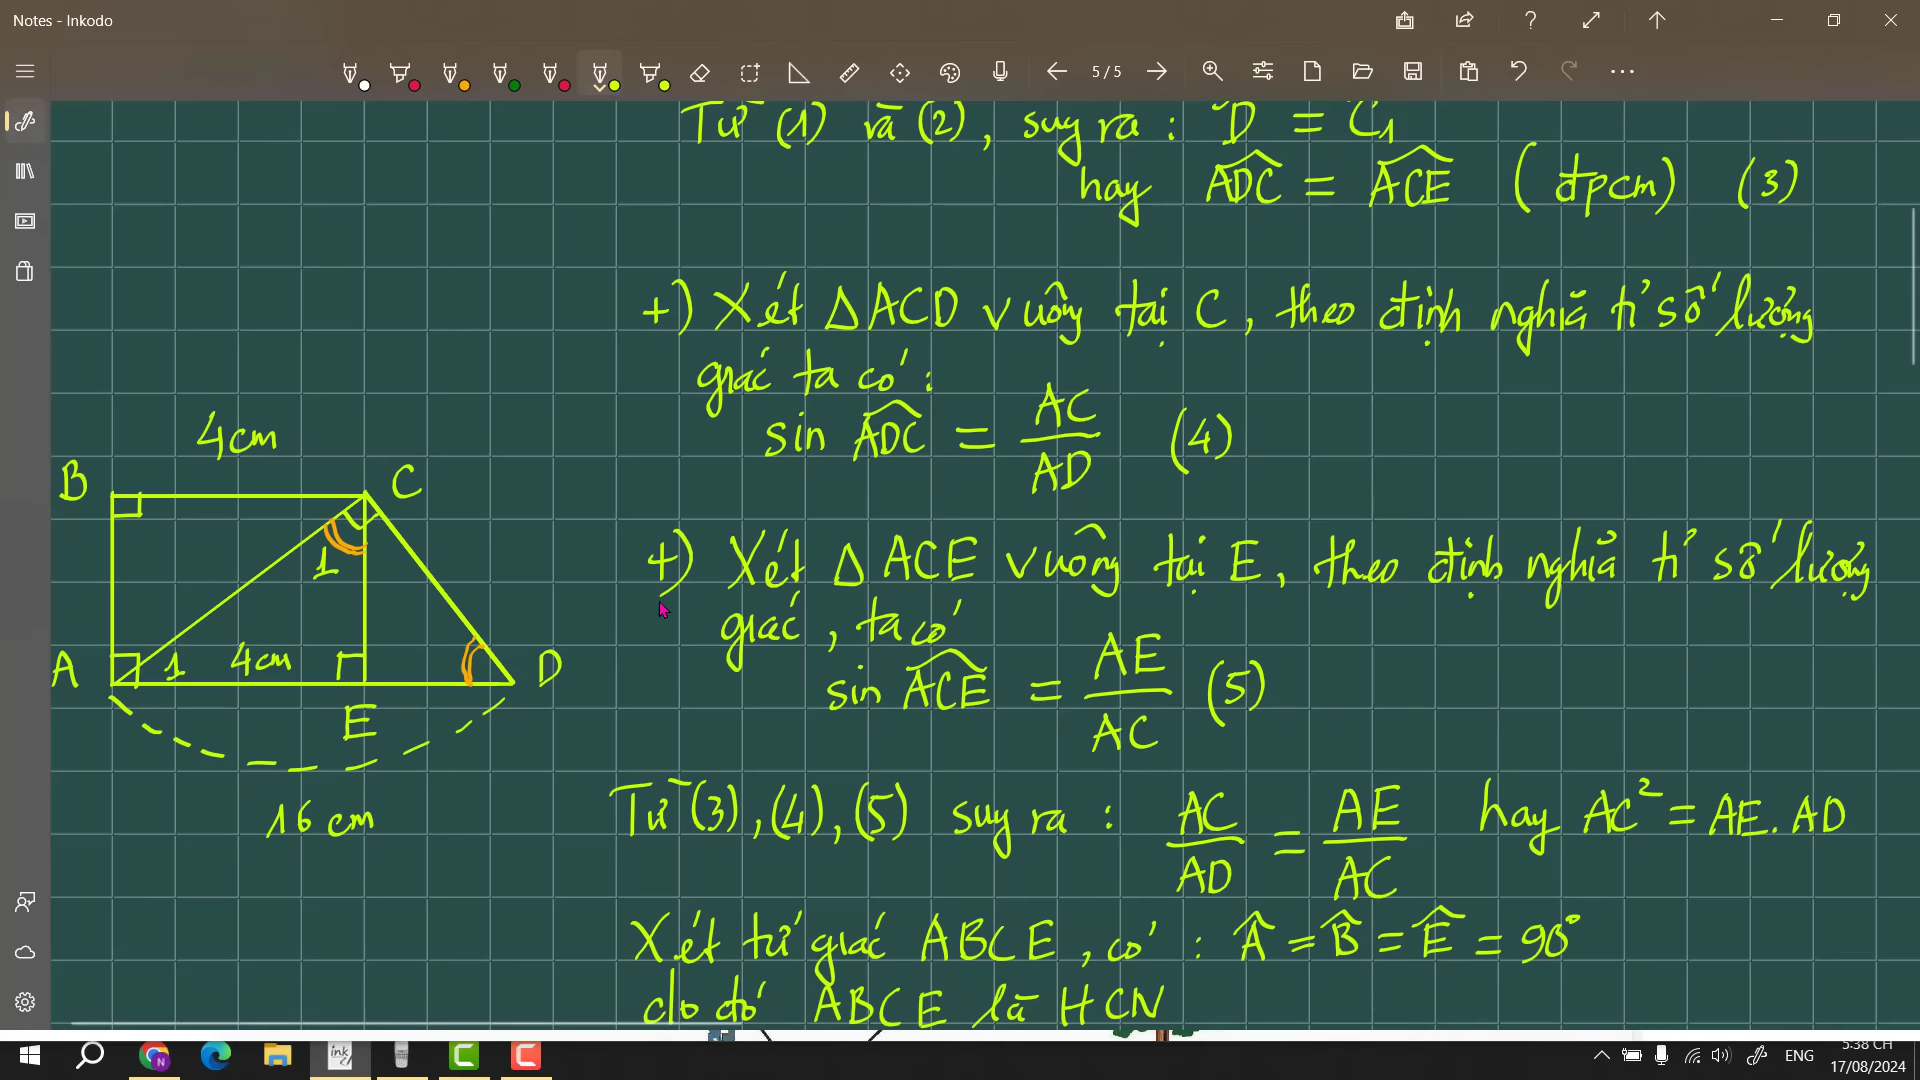 Notes - Inkodo
5 / 5
Từ (1) và (2), suy ra : D̂ = Ĉ₁
hay ADC = ACE (đpcm) (3)
+) Xét ΔACD vuông tại C, theo định nghĩa tỉ số lượng
giác ta có :
sin ADC = AC/AD (4)
+) Xét ΔACE vuông tại E, theo định nghĩa tỉ số lượng
giác, ta có
sin ACE = AE/AC (5)
Từ (3), (4), (5) suy ra : AC/AD = AE/AC hay AC² = AE. AD
Xét tứ giác ABCE, có : Â = B̂ = Ê = 90°
do đó ABCE là HCN
4cm
B
C
1
A
1
4cm
D
E
16 cm
ENG
5:38 CH
17/08/2024